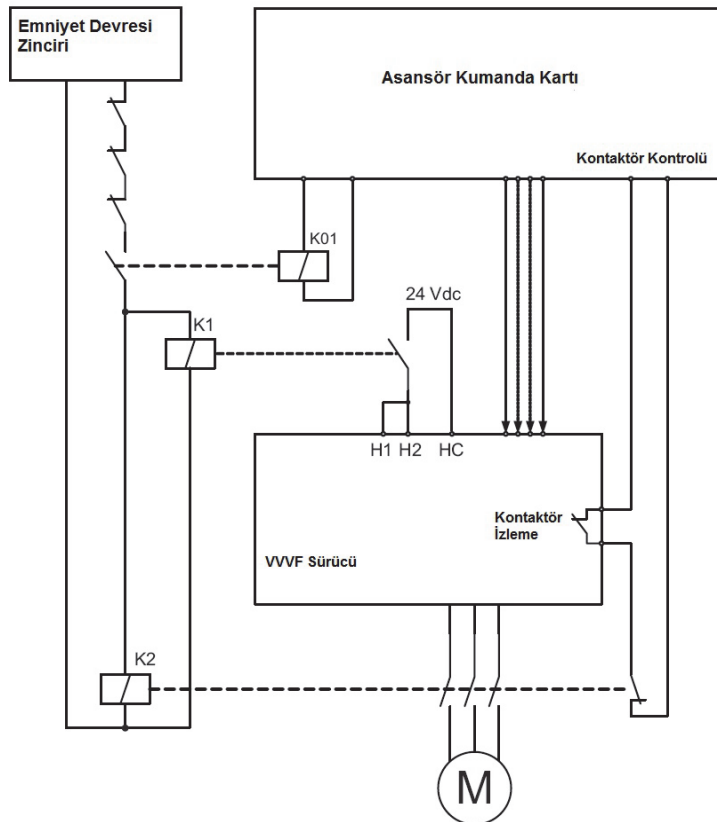 Emniyet Devresi
Zinciri
Asansör Kumanda Kartı
Kontaktör Kontrolü
K01
24 Vdc
K1
H1 H2 HC
Kontaktör
İzleme
VVVF Sürücü
K2
M